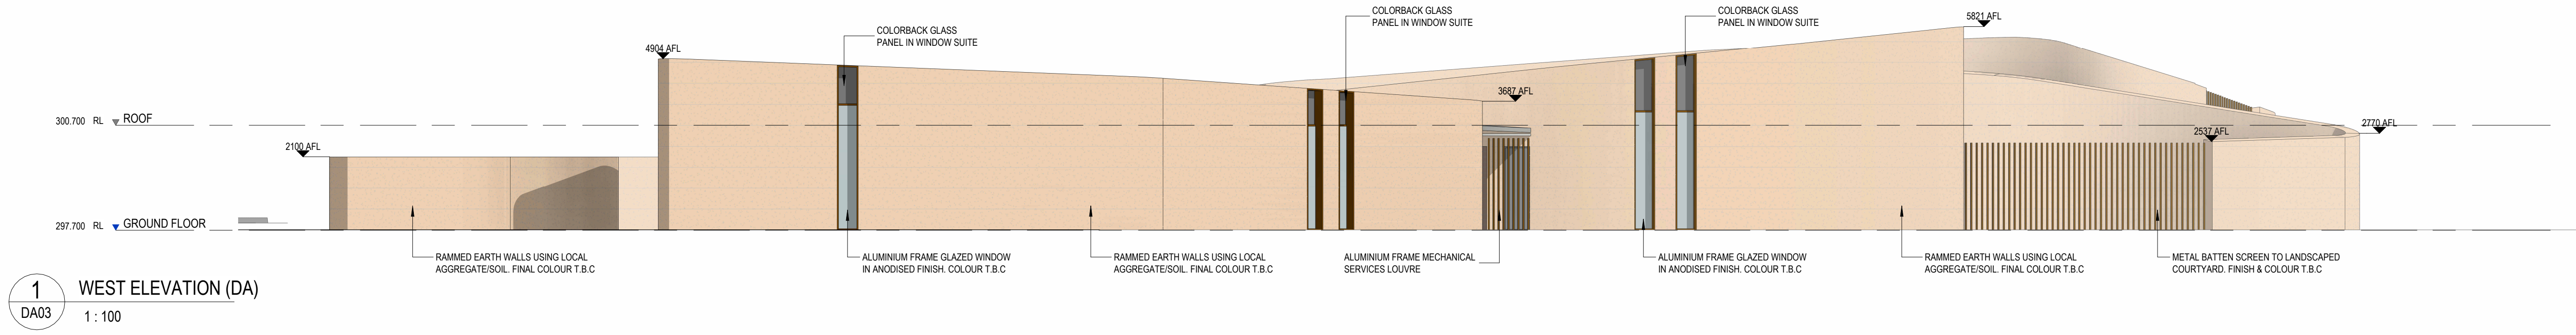 COLORBACK GLASS
PANEL IN WINDOW SUITE
COLORBACK GLASS
PANEL IN WINDOW SUITE
COLORBACK GLASS
PANEL IN WINDOW SUITE
5821 AFL
4904 AFL
3687 AFL
300.700 RL ROOF
2770 AFL
2537 AFL
2100 AFL
297.700 RL GROUND FLOOR
RAMMED EARTH WALLS USING LOCAL
AGGREGATE/SOIL. FINAL COLOUR T.B.C
ALUMINIUM FRAME GLAZED WINDOW
IN ANODISED FINISH. COLOUR T.B.C
RAMMED EARTH WALLS USING LOCAL
AGGREGATE/SOIL. FINAL COLOUR T.B.C
ALUMINIUM FRAME MECHANICAL
SERVICES LOUVRE
ALUMINIUM FRAME GLAZED WINDOW
IN ANODISED FINISH. COLOUR T.B.C
RAMMED EARTH WALLS USING LOCAL
AGGREGATE/SOIL. FINAL COLOUR T.B.C
METAL BATTEN SCREEN TO LANDSCAPED
COURTYARD. FINISH & COLOUR T.B.C
1
DA03
WEST ELEVATION (DA)
1 : 100